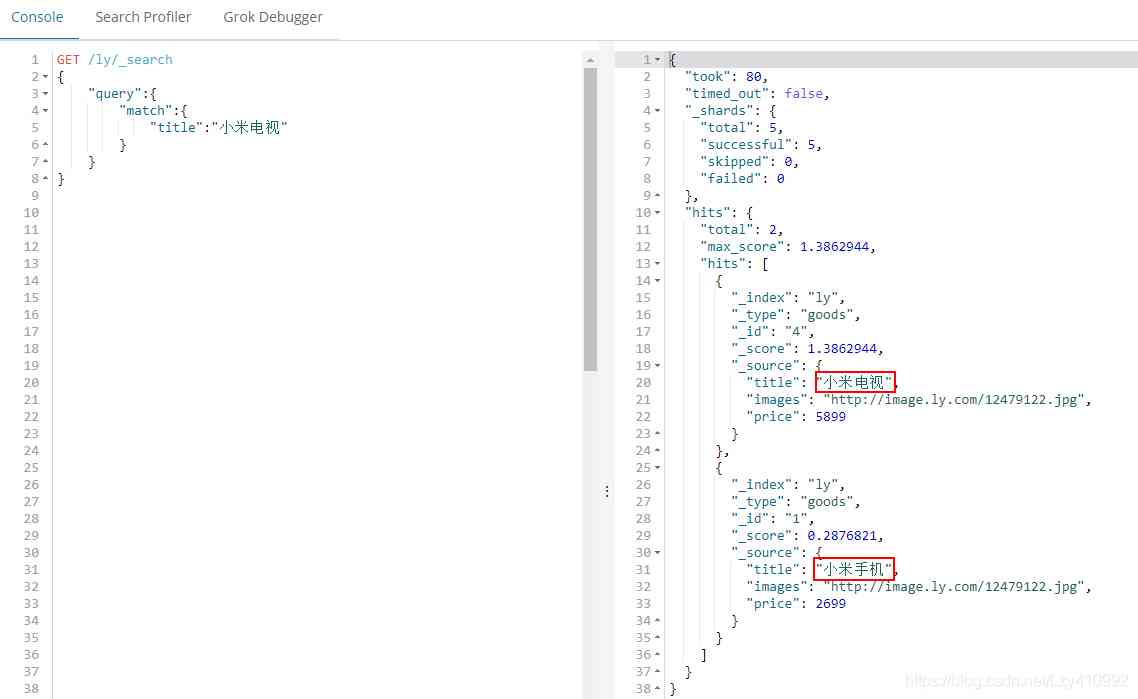 Console Search Profiler Grok Debugger
1 GET /ly/_search
2 {
3 "query":{
4 "match":{
5 "title":"小米电视"
6 }
7 }
8 }
9
10
11
12
13
14
15
16
17
18
19
20
21
22
23
24
25
26
27
28
29
30
31
32
33
34
35
36
37
38
1 {
2 "took": 80,
3 "timed_out": false,
4 "_shards": {
5 "total": 5,
6 "successful": 5,
7 "skipped": 0,
8 "failed": 0
9 },
10 "hits": {
11 "total": 2,
12 "max_score": 1.3862944,
13 "hits": [
14 {
15 "_index": "ly",
16 "_type": "goods",
17 "_id": "4",
18 "_score": 1.3862944,
19 "_source": {
20 "title": "小米电视",
21 "images": "http://image.ly.com/12479122.jpg",
22 "price": 5899
23 }
24 },
25 {
26 "_index": "ly",
27 "_type": "goods",
28 "_id": "1",
29 "_score": 0.2876821,
30 "_source": {
31 "title": "小米手机",
32 "images": "http://image.ly.com/12479122.jpg",
33 "price": 2699
34 }
35 }
36 ]
37 }
38 }